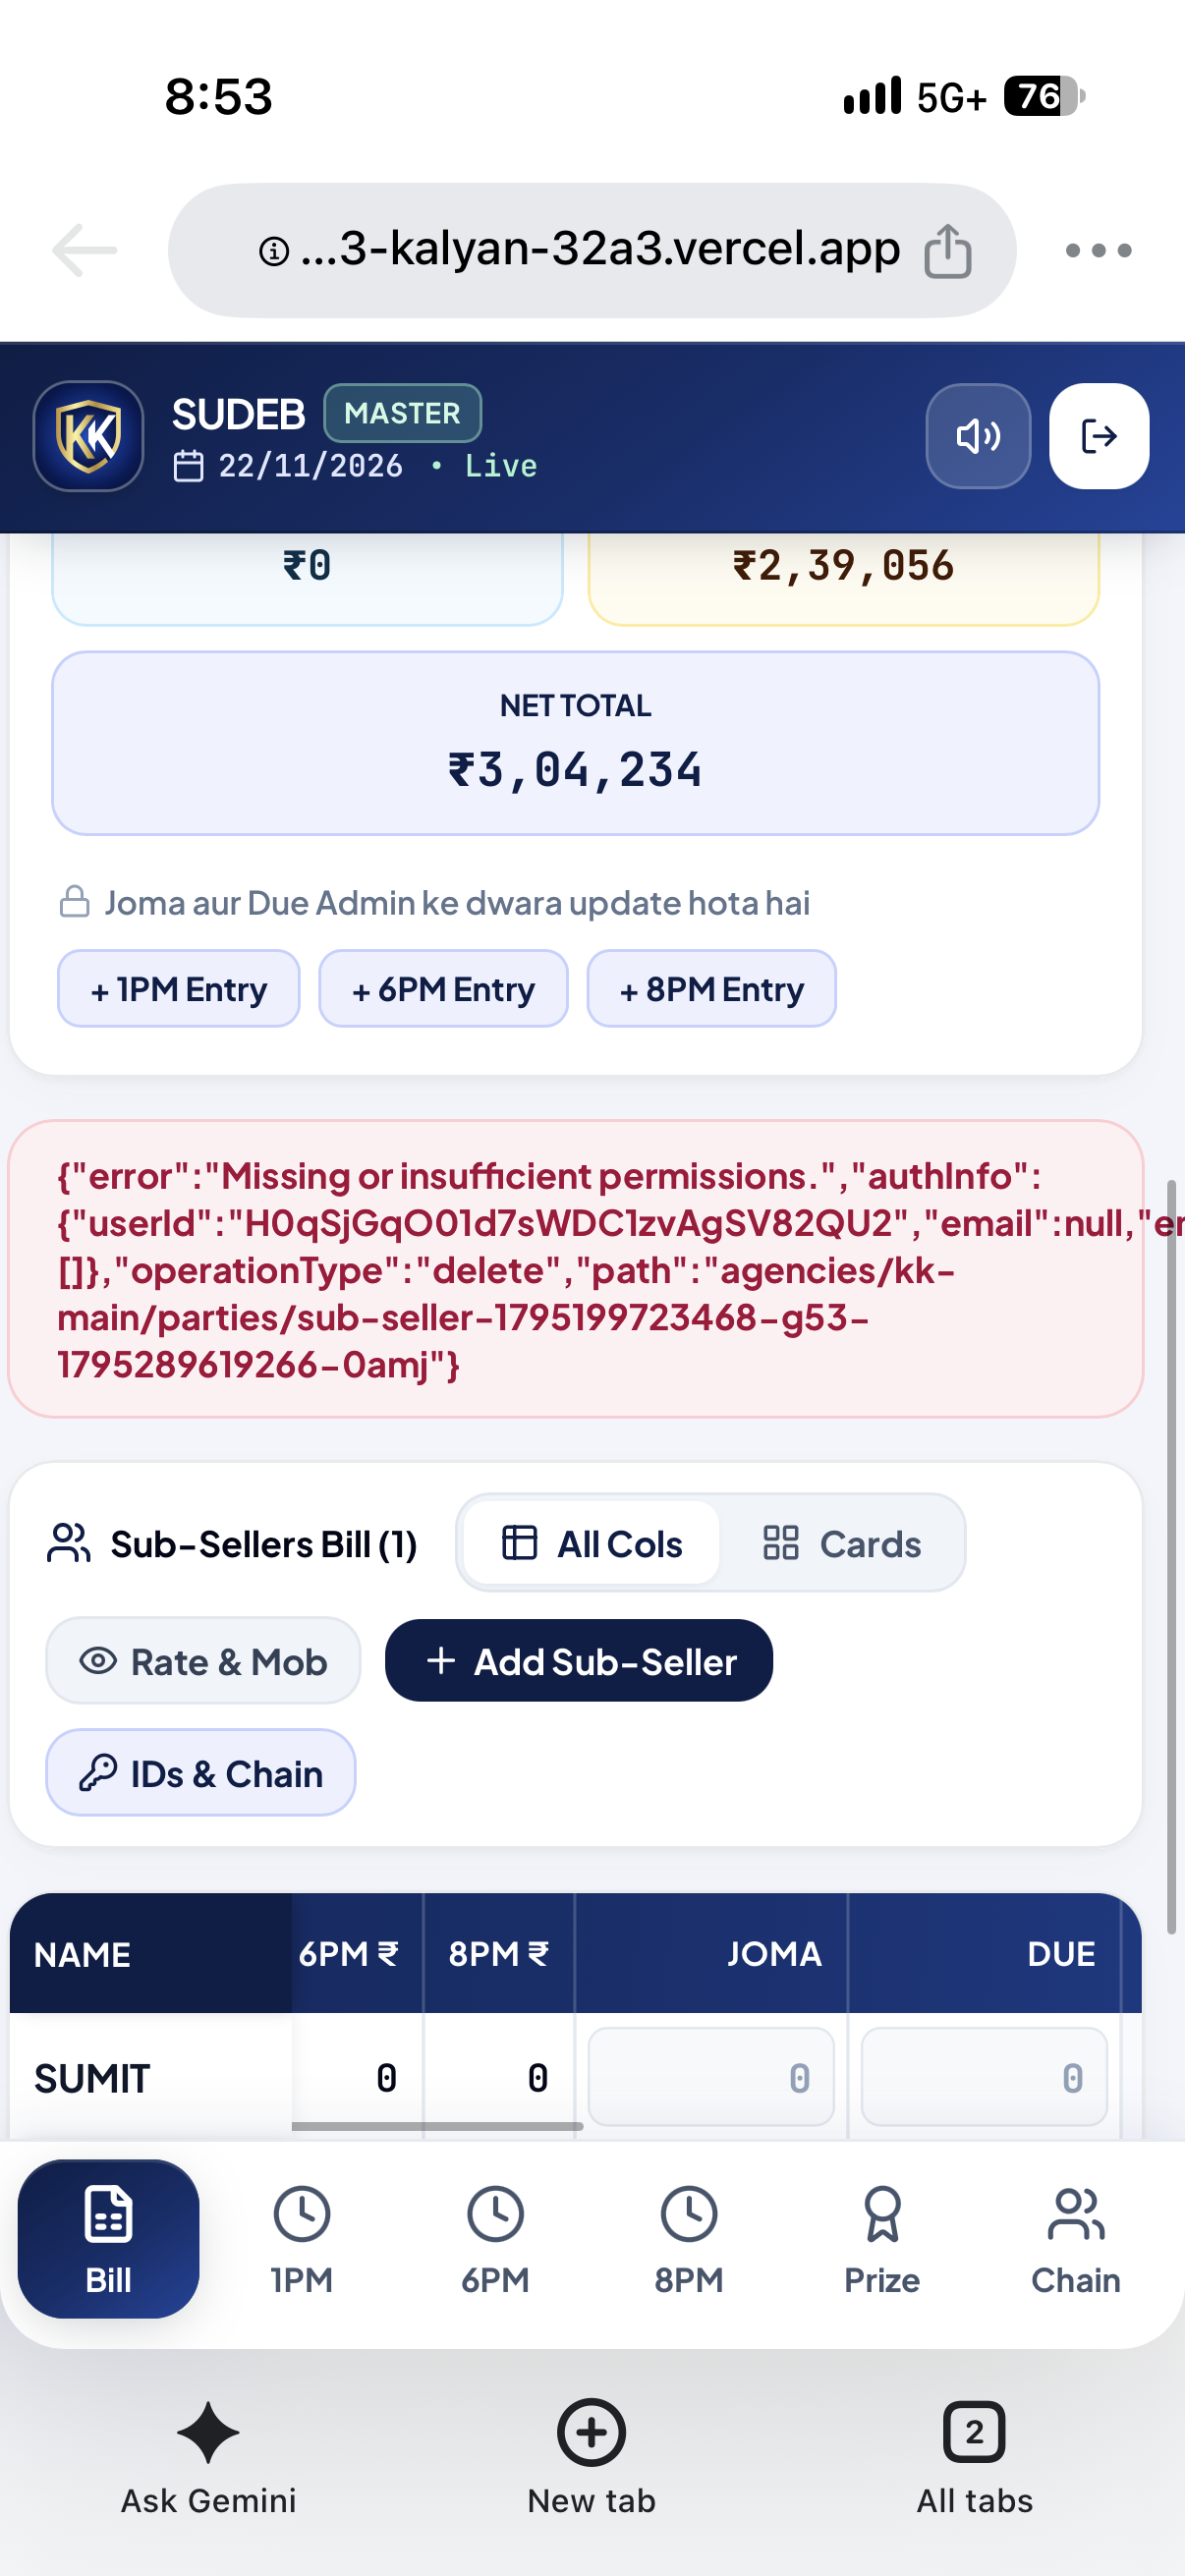 8:53
5G+ 76
...3-kalyan-32a3.vercel.app
KK
SUDEB MASTER
22/11/2026 • Live
₹0 ₹2,39,056
NET TOTAL
₹3,04,234
Joma aur Due Admin ke dwara update hota hai
+ 1PM Entry + 6PM Entry + 8PM Entry
{"error":"Missing or insufficient permissions.","authInfo":
{"userId":"H0qSjGqO01d7sWDC1zvAgSV82QU2","email":null,"er
[]},"operationType":"delete","path":"agencies/kk-
main/parties/sub-seller-1795199723468-g53-
1795289619266-0amj"}
Sub-Sellers Bill (1) All Cols Cards
Rate & Mob + Add Sub-Seller
IDs & Chain
NAME 6PM ₹ 8PM ₹ JOMA DUE
SUMIT 0 0 0 0
Bill 1PM 6PM 8PM Prize Chain
2
Ask Gemini New tab All tabs